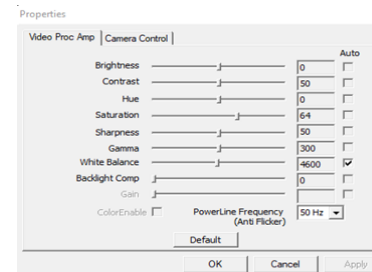 Properties
Video Proc Amp Camera Control
Auto
Brightness 0
Contrast 50
Hue 0
Saturation 64
Sharpness 50
Gamma 300
White Balance 4600
Backlight Comp 0
Gain
ColorEnable PowerLine Frequency 50 Hz
(Anti Flicker)
Default
OK Cancel Apply